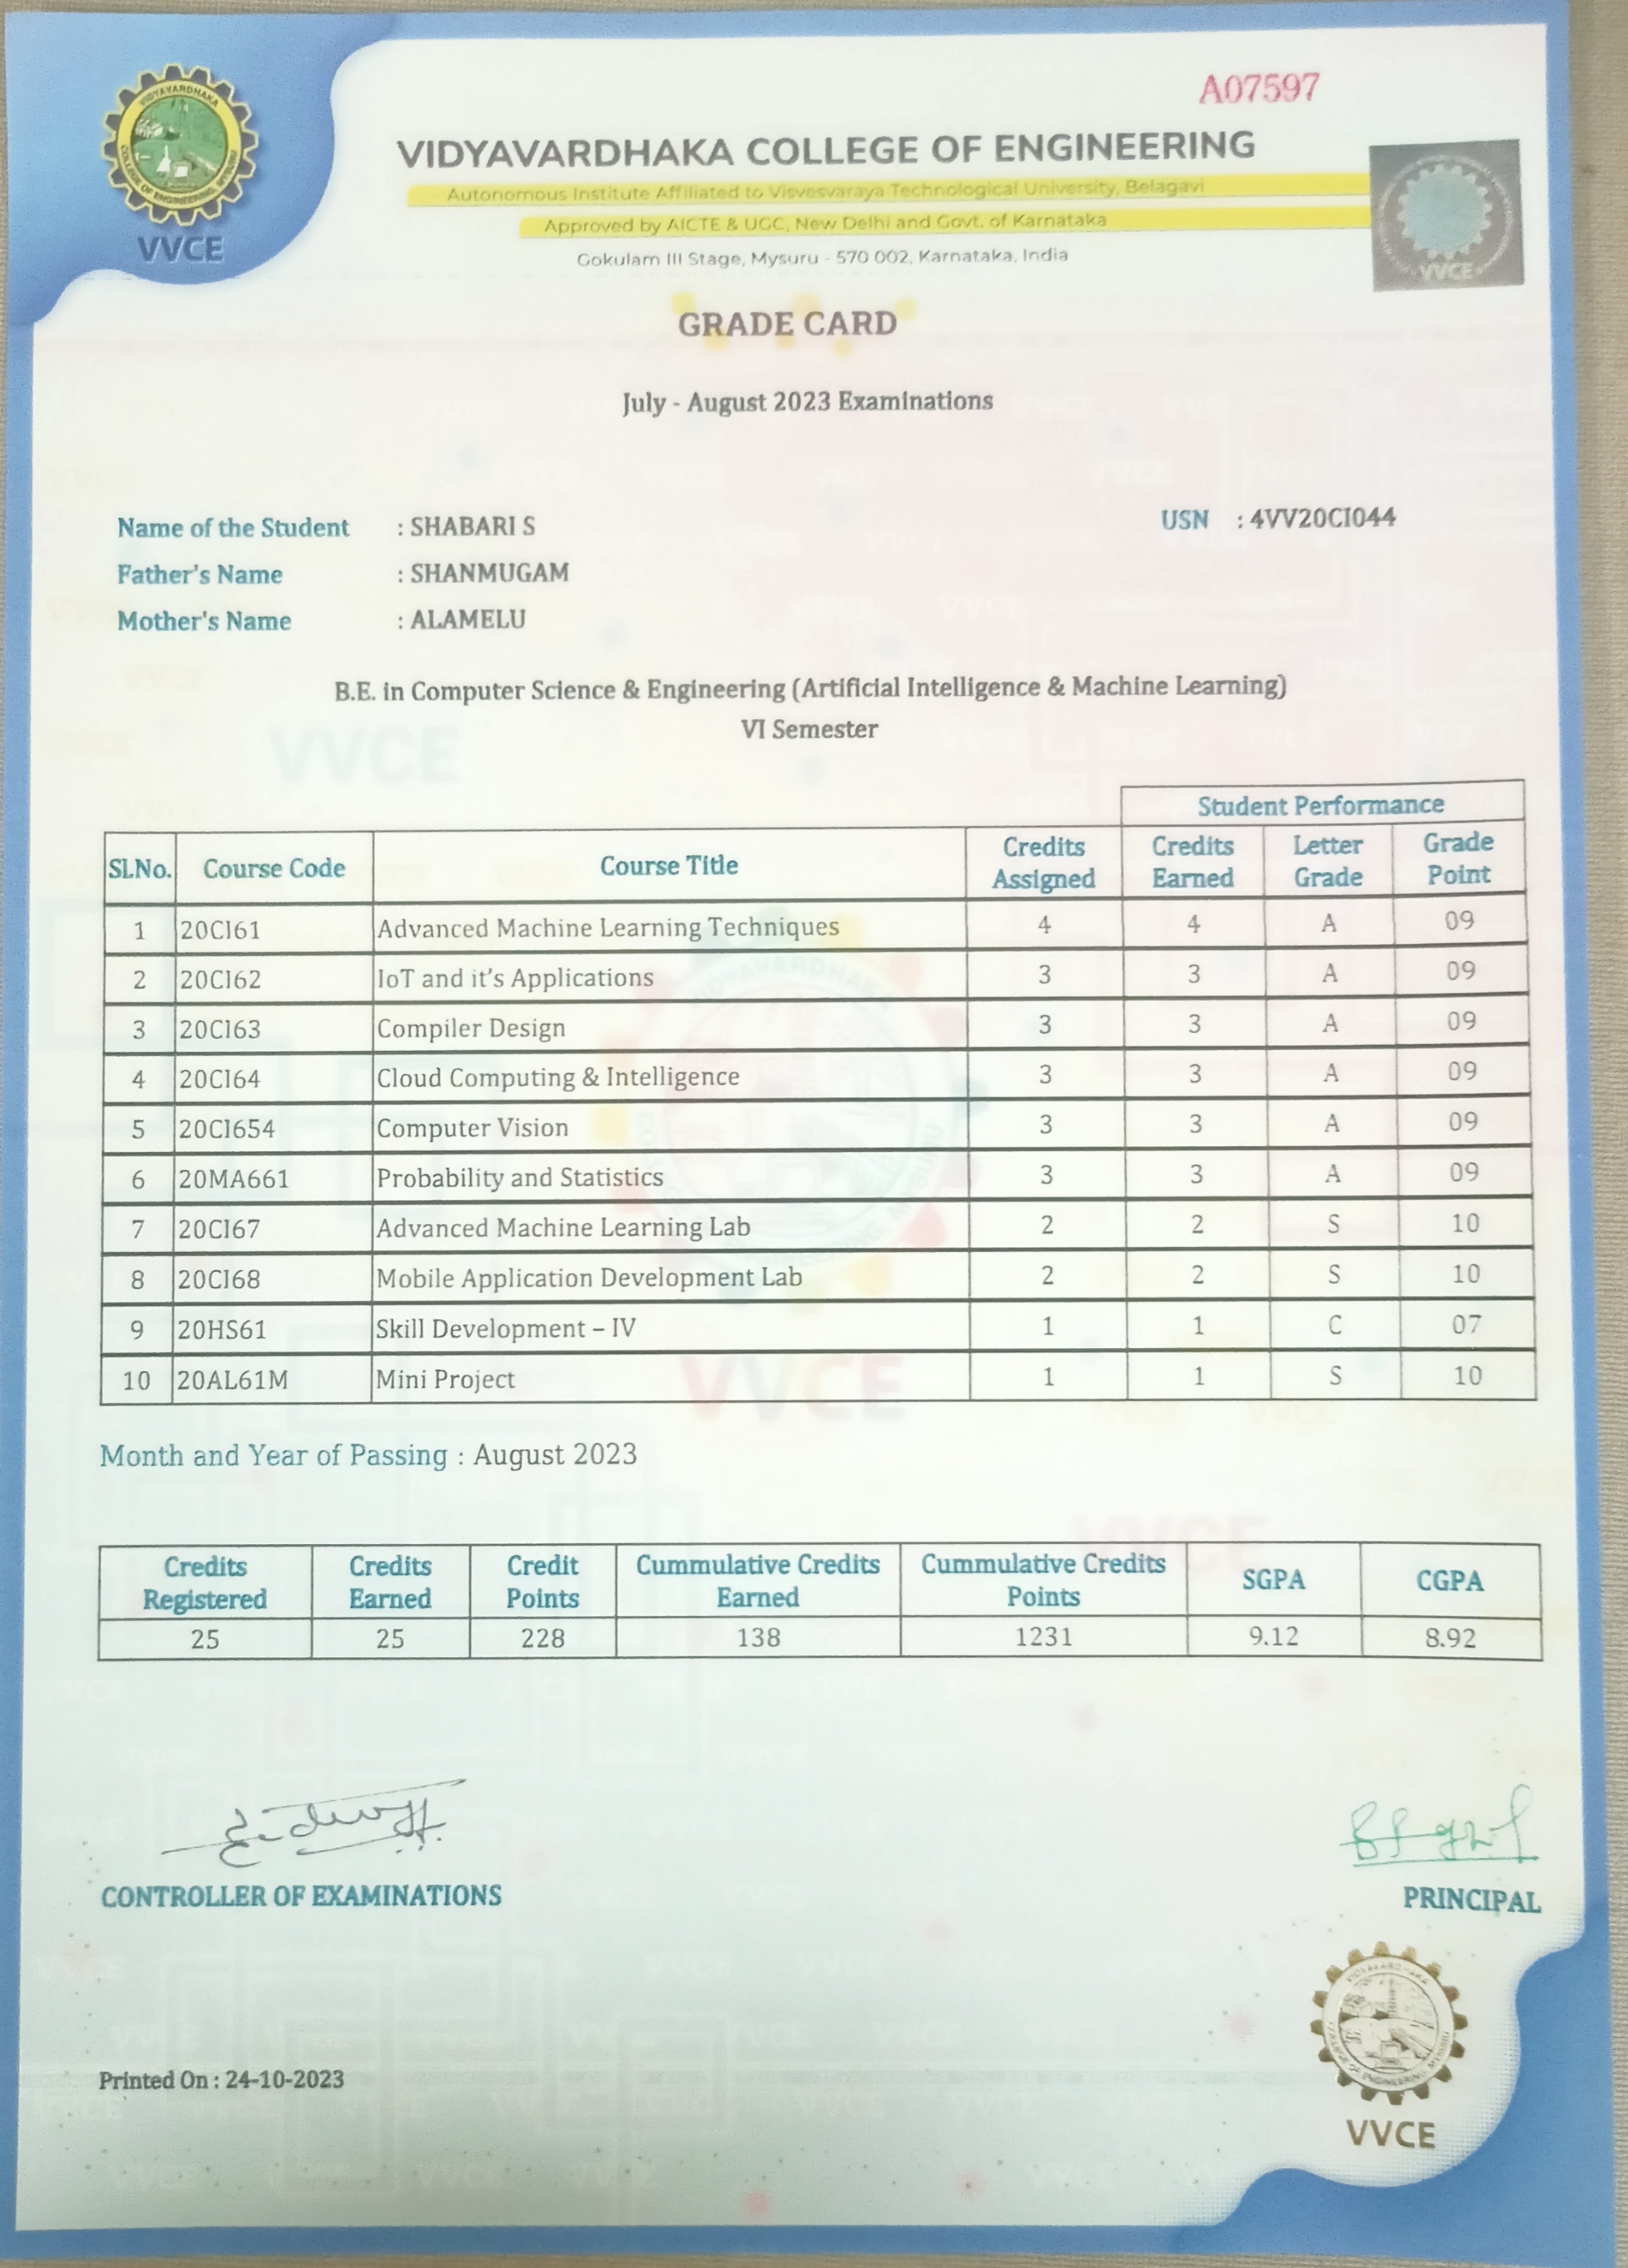 A07597
VIDYAVARDHAKA COLLEGE OF ENGINEERING
Autonomous Institute Affiliated to Visvesvaraya Technological University, Belagavi
Approved by AICTE & UGC, New Delhi and Govt. of Karnataka
Gokulam III Stage, Mysuru - 570 002, Karnataka, India
VVCE
VVCE
GRADE CARD
July - August 2023 Examinations
Name of the Student : SHABARI S
USN : 4VV20CI044
Father's Name : SHANMUGAM
Mother's Name : ALAMELU
B.E. in Computer Science & Engineering (Artificial Intelligence & Machine Learning)
VI Semester
Student Performance
Sl.No. Course Code Course Title Credits Assigned Credits Earned Letter Grade Grade Point
1 20CI61 Advanced Machine Learning Techniques 4 4 A 09
2 20CI62 IoT and it's Applications 3 3 A 09
3 20CI63 Compiler Design 3 3 A 09
4 20CI64 Cloud Computing & Intelligence 3 3 A 09
5 20CI654 Computer Vision 3 3 A 09
6 20MA661 Probability and Statistics 3 3 A 09
7 20CI67 Advanced Machine Learning Lab 2 2 S 10
8 20CI68 Mobile Application Development Lab 2 2 S 10
9 20HS61 Skill Development – IV 1 1 C 07
10 20AL61M Mini Project 1 1 S 10
Month and Year of Passing : August 2023
Credits Registered Credits Earned Credit Points Cummulative Credits Earned Cummulative Credits Points SGPA CGPA
25 25 228 138 1231 9.12 8.92
CONTROLLER OF EXAMINATIONS
PRINCIPAL
Printed On : 24-10-2023
VVCE